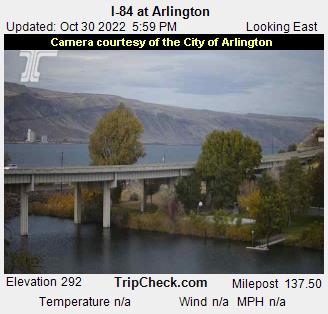 I-84 at Arlington
Updated: Oct 30 2022 5:59 PM Looking East
Camera courtesy of the City of Arlington
Elevation 292 TripCheck.com Milepost 137.50
Temperature n/a Wind n/a MPH n/a